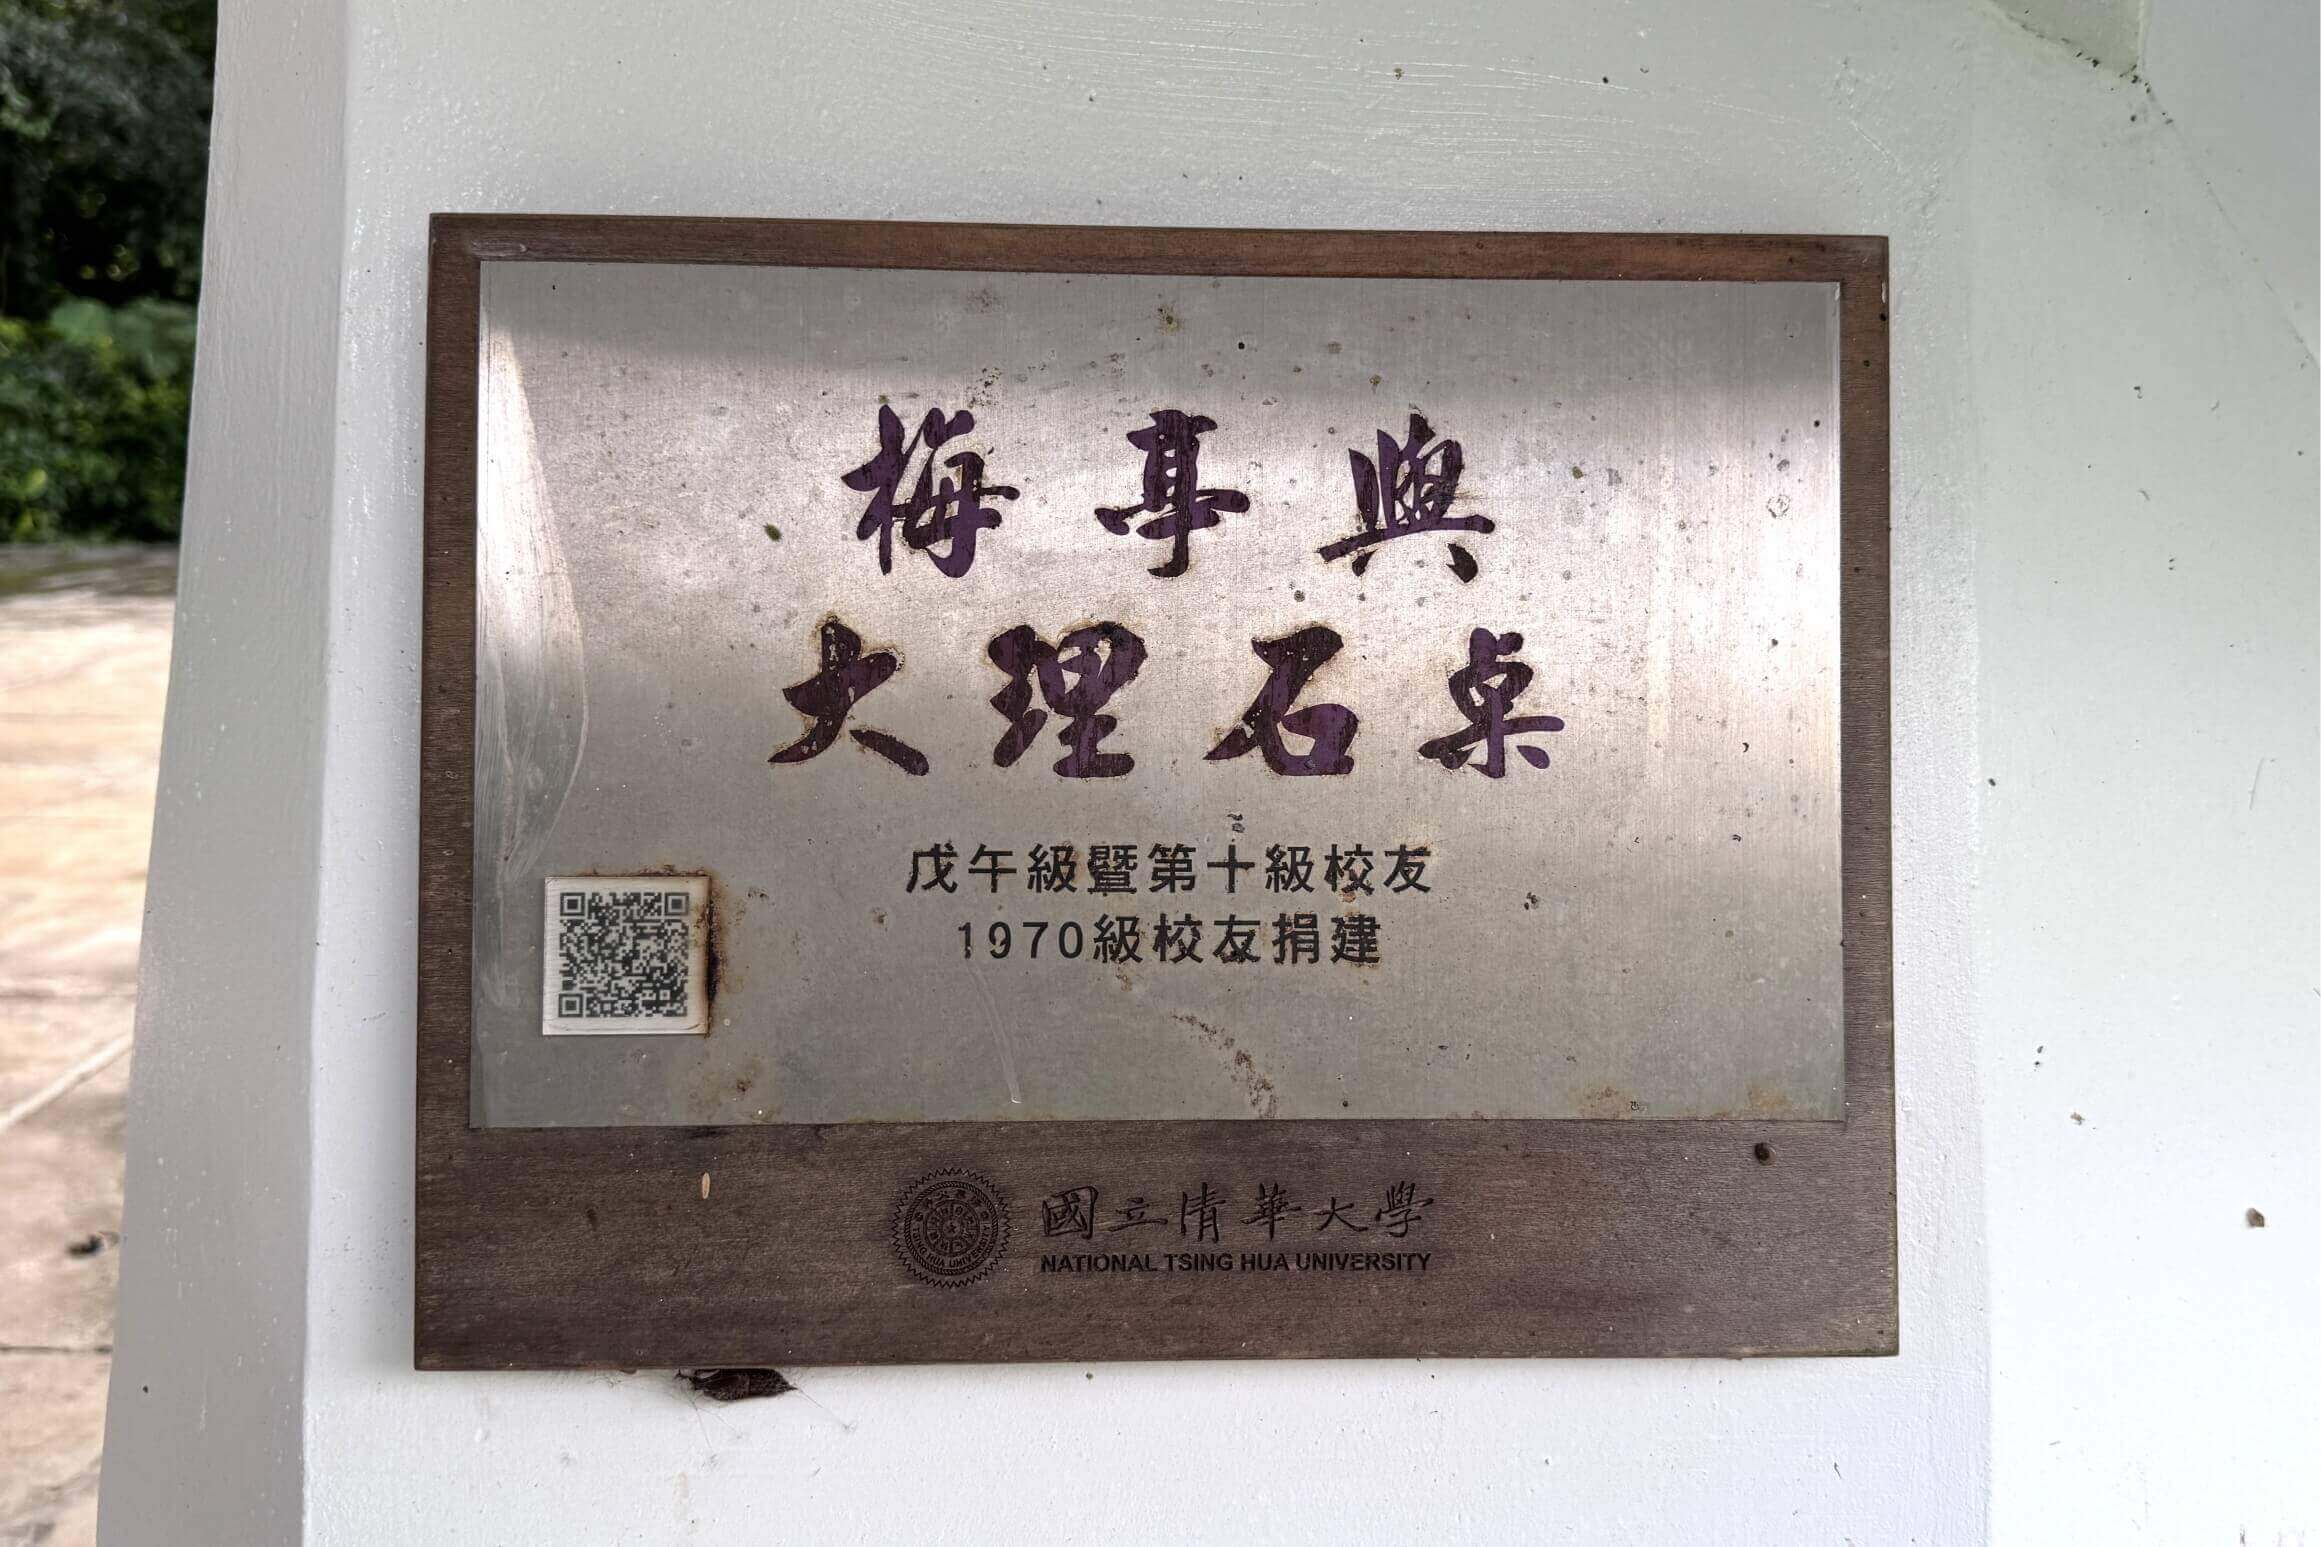 梅亭與
大理石桌
戊午級暨第十級校友
1970級校友捐建
國立清華大學
NATIONAL TSING HUA UNIVERSITY